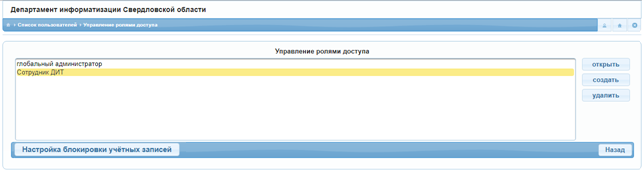 Департамент информатизации Свердловской области
Список пользователей Управление ролями доступа
Управление ролями доступа
глобальный администратор
Сотрудник ДИТ
открыть
создать
удалить
Настройка блокировки учётных записей
Назад